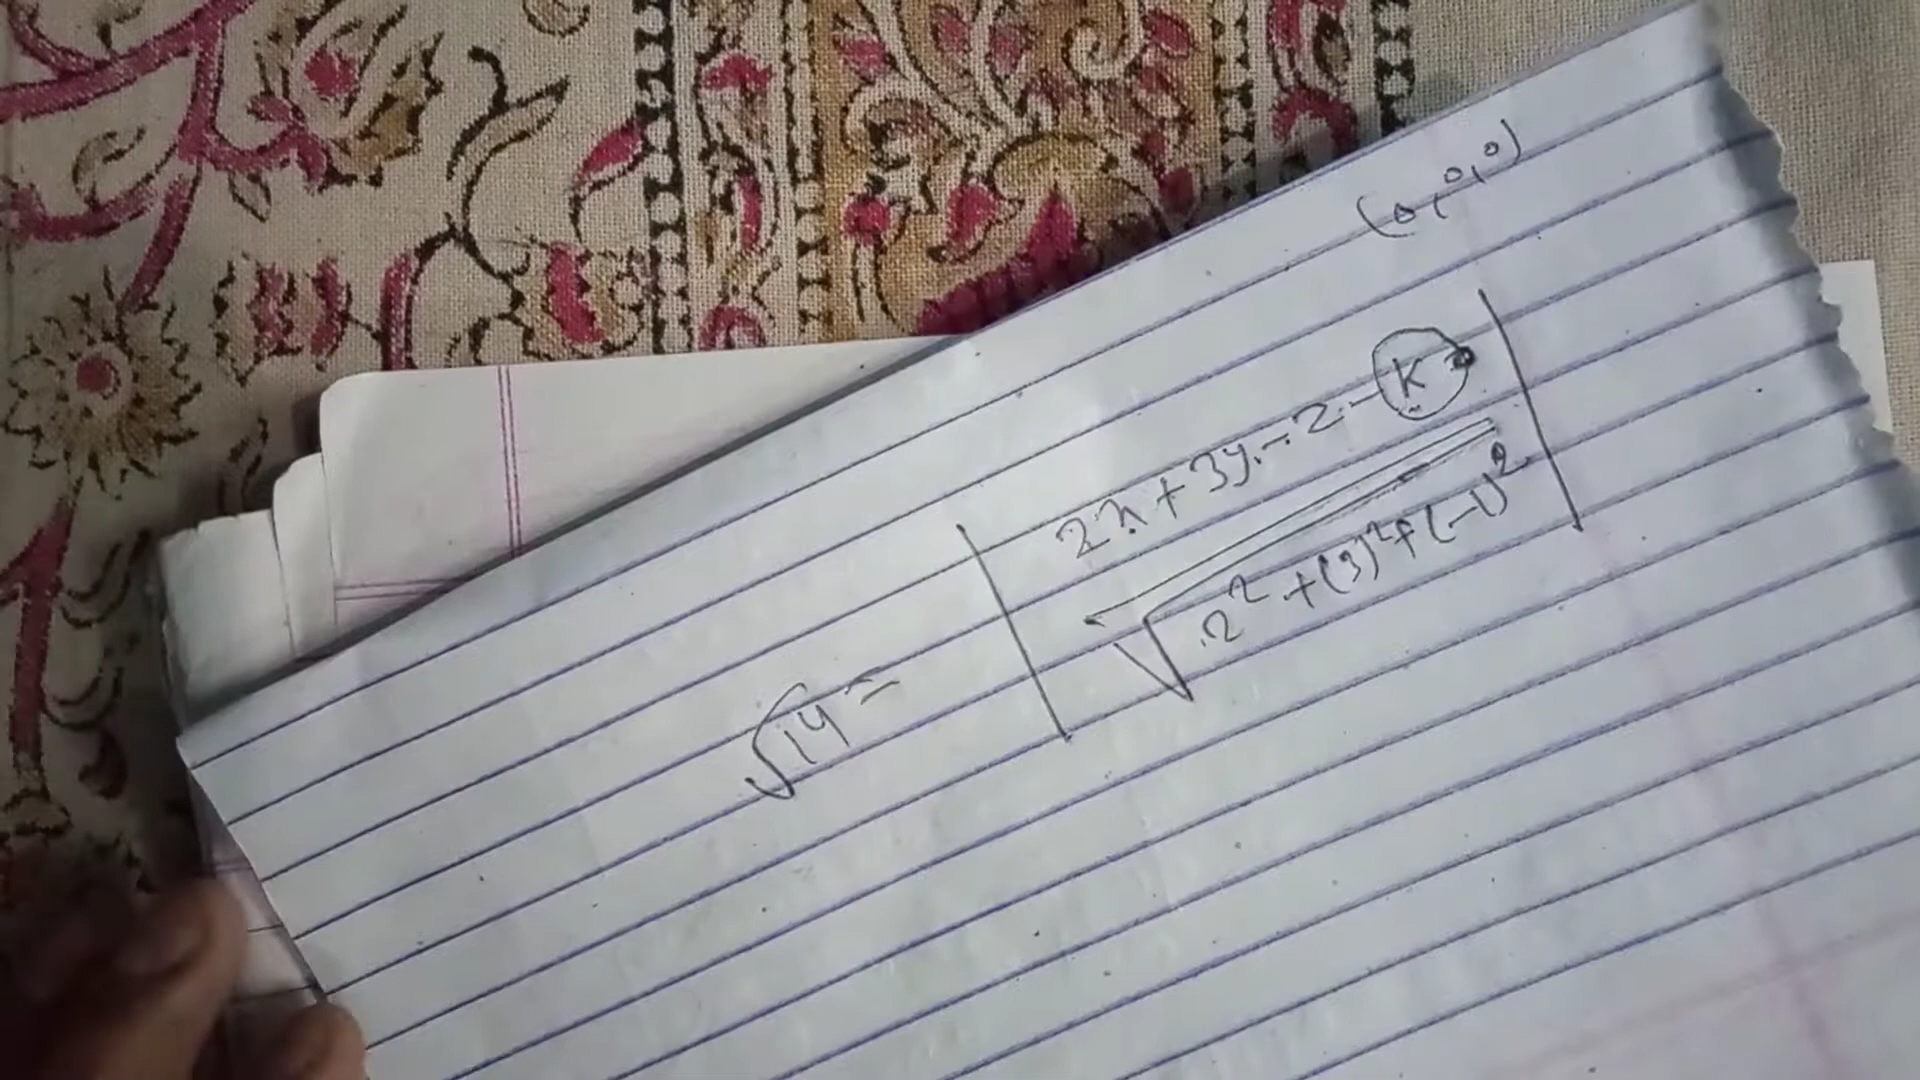 (0,0,0)
2x+3y-z-K
√14 = | |
√2²+(3)²+(-1)²